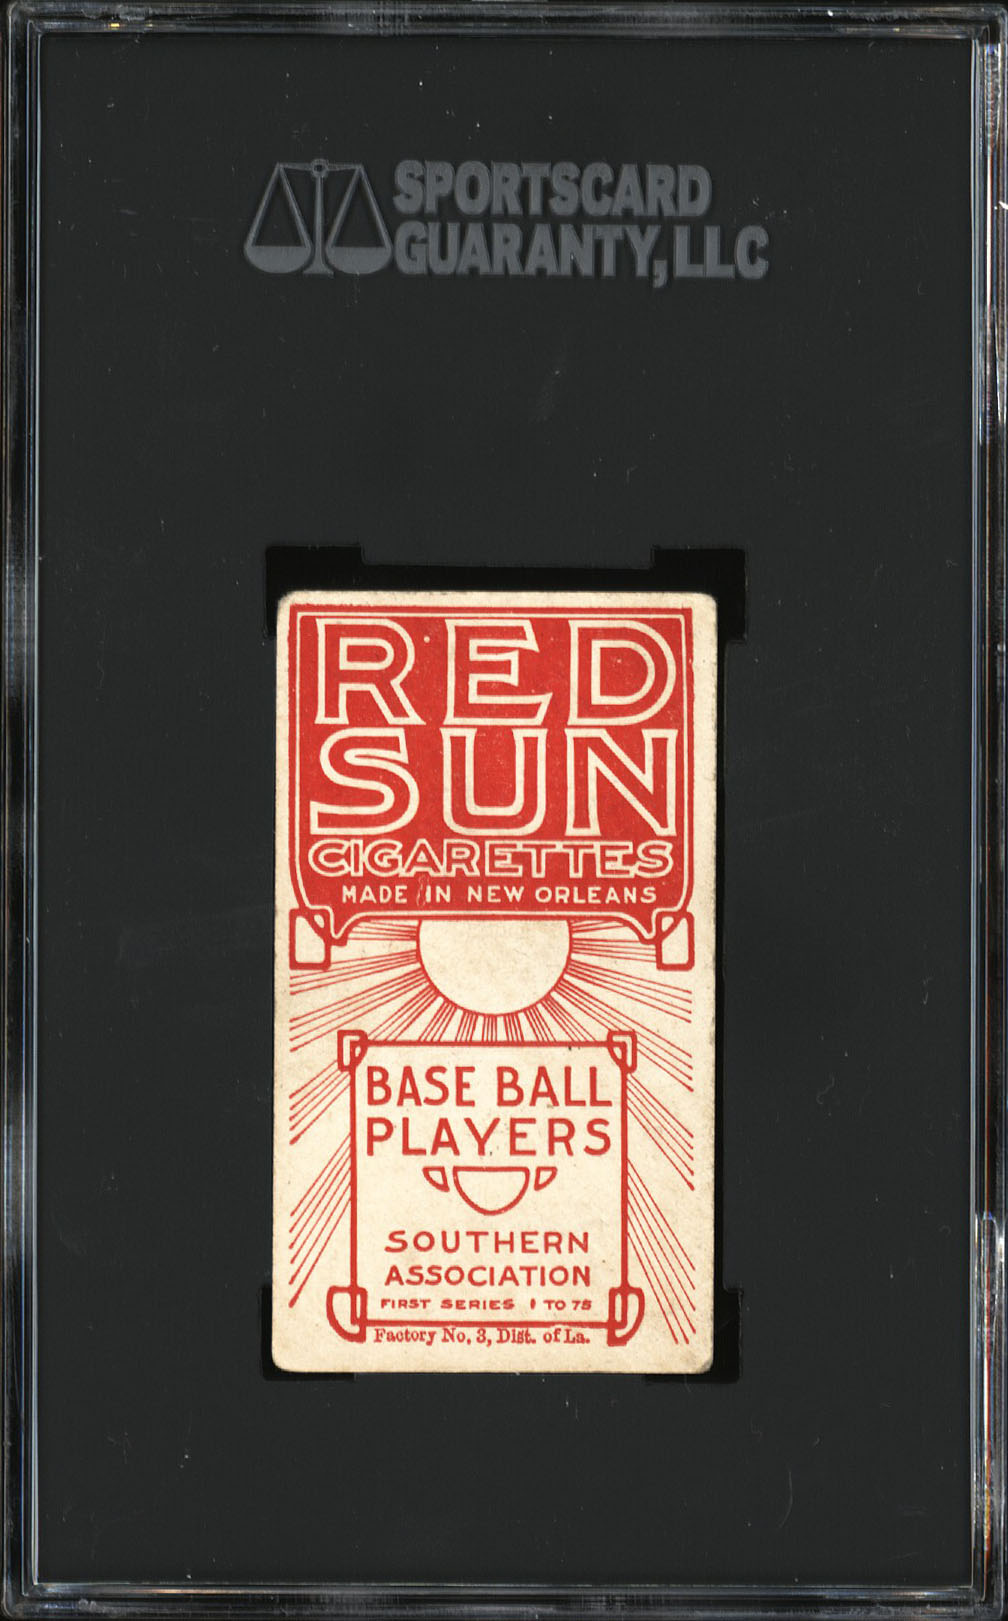 SPORTSCARD
GUARANTY, LLC
RED
SUN
CIGARETTES
MADE IN NEW ORLEANS
BASE BALL
PLAYERS
SOUTHERN
ASSOCIATION
FIRST SERIES 1 TO 75
Factory No. 3, Dist. of La.